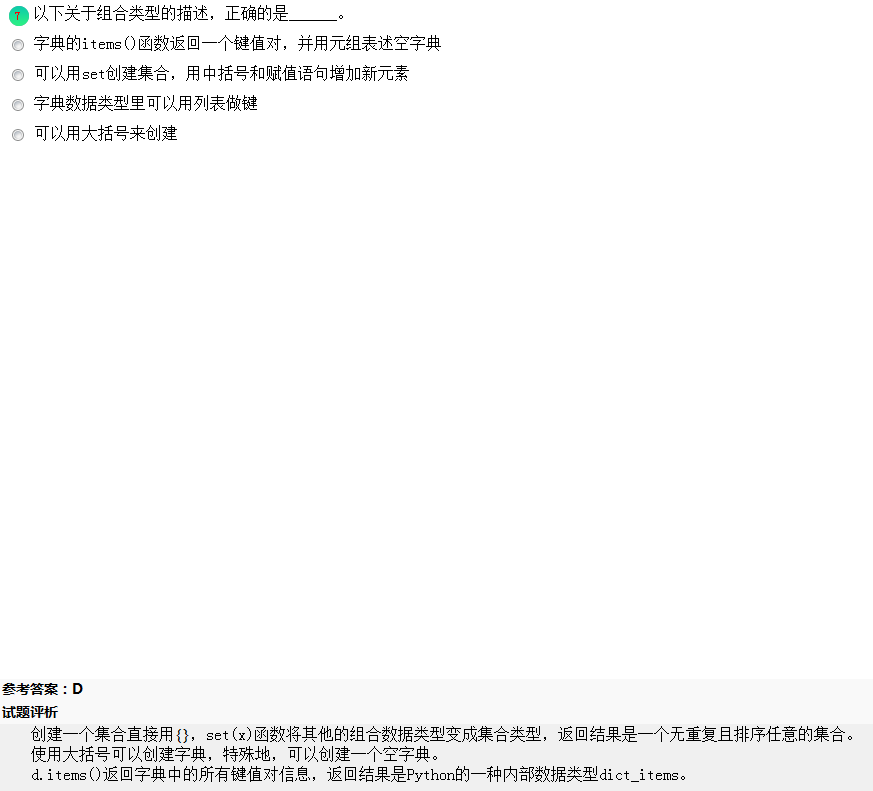 7 以下关于组合类型的描述，正确的是______。
字典的items()函数返回一个键值对，并用元组表述空字典
可以用set创建集合，用中括号和赋值语句增加新元素
字典数据类型里可以用列表做键
可以用大括号来创建
参考答案：D
试题评析
创建一个集合直接用{}，set(x)函数将其他的组合数据类型变成集合类型，返回结果是一个无重复且排序任意的集合。
使用大括号可以创建字典，特殊地，可以创建一个空字典。
d.items()返回字典中的所有键值对信息，返回结果是Python的一种内部数据类型dict_items。